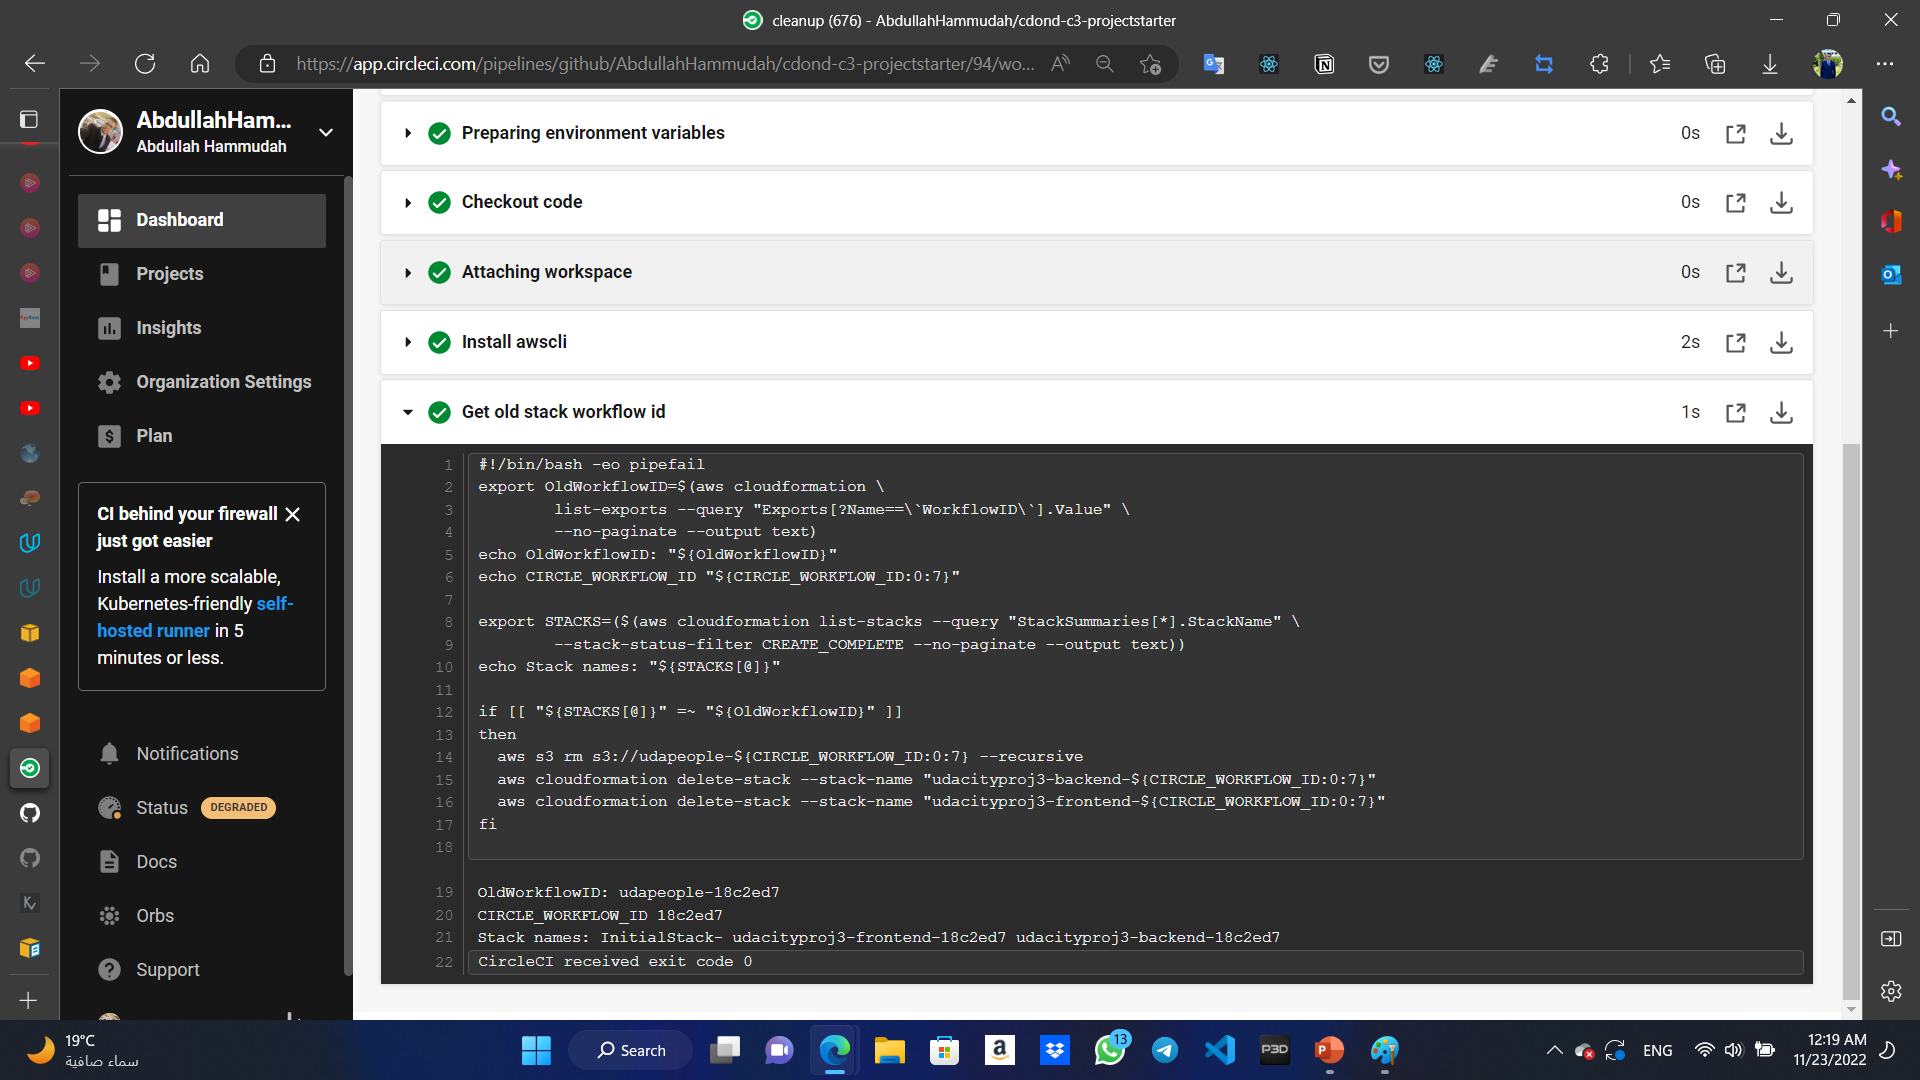 cleanup (676) - AbdullahHammudah/cdond-c3-projectstarter
https://app.circleci.com/pipelines/github/AbdullahHammudah/cdond-c3-projectstarter/94/wo...
AbdullahHam...
Abdullah Hammudah
Dashboard
Projects
Insights
Organization Settings
Plan
CI behind your firewall
just got easier
Install a more scalable,
Kubernetes-friendly self-
hosted runner in 5
minutes or less.
Notifications
Status DEGRADED
Docs
Orbs
Support
Preparing environment variables 0s
Checkout code 0s
Attaching workspace 0s
Install awscli 2s
Get old stack workflow id 1s
1 #!/bin/bash -eo pipefail
2 export OldWorkflowID=$(aws cloudformation \
3 list-exports --query "Exports[?Name==\`WorkflowID\`].Value" \
4 --no-paginate --output text)
5 echo OldWorkflowID: "${OldWorkflowID}"
6 echo CIRCLE_WORKFLOW_ID "${CIRCLE_WORKFLOW_ID:0:7}"
7
8 export STACKS=($(aws cloudformation list-stacks --query "StackSummaries[*].StackName" \
9 --stack-status-filter CREATE_COMPLETE --no-paginate --output text))
10 echo Stack names: "${STACKS[@]}"
11
12 if [[ "${STACKS[@]}" =~ "${OldWorkflowID}" ]]
13 then
14 aws s3 rm s3://udapeople-${CIRCLE_WORKFLOW_ID:0:7} --recursive
15 aws cloudformation delete-stack --stack-name "udacityproj3-backend-${CIRCLE_WORKFLOW_ID:0:7}"
16 aws cloudformation delete-stack --stack-name "udacityproj3-frontend-${CIRCLE_WORKFLOW_ID:0:7}"
17 fi
18
19 OldWorkflowID: udapeople-18c2ed7
20 CIRCLE_WORKFLOW_ID 18c2ed7
21 Stack names: InitialStack- udacityproj3-frontend-18c2ed7 udacityproj3-backend-18c2ed7
22 CircleCI received exit code 0
19°C
سماء صافية
Search
P3D
13
ENG
12:19 AM
11/23/2022